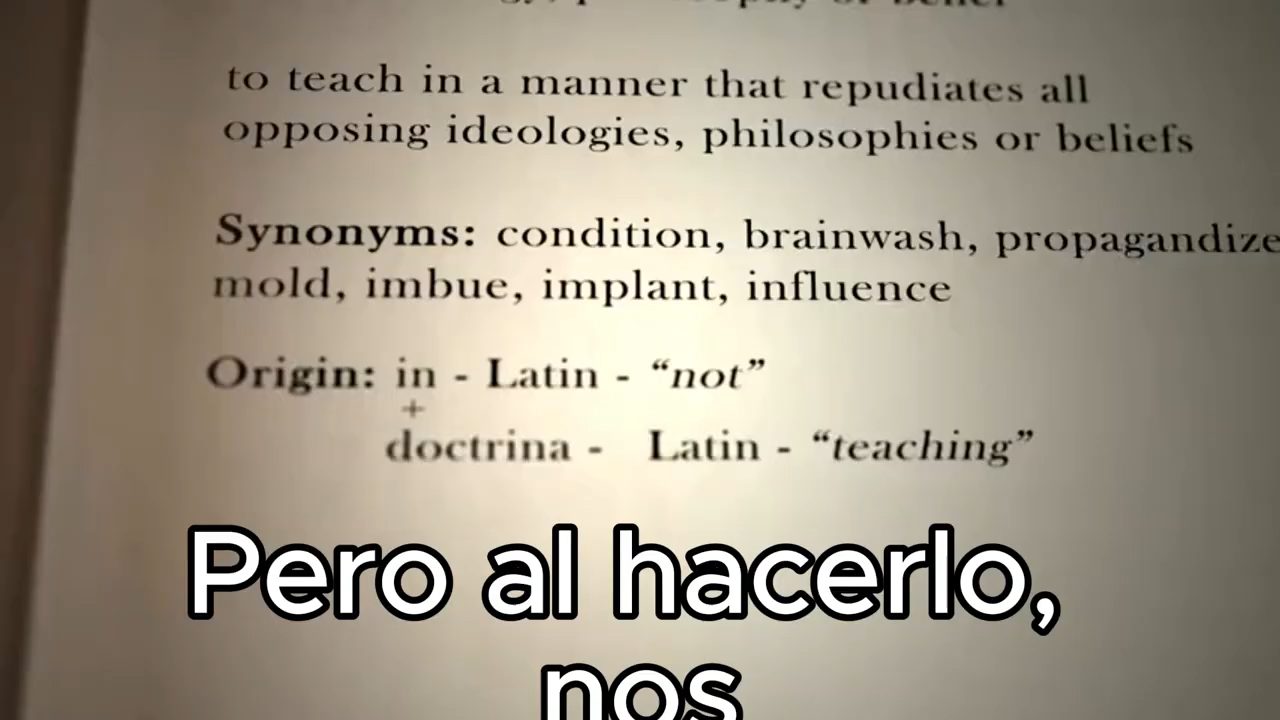 to teach in a manner that repudiates all
opposing ideologies, philosophies or beliefs
Synonyms: condition, brainwash, propagandize
mold, imbue, implant, influence
Origin: in - Latin - “not”
+
doctrina - Latin - “teaching”
Pero al hacerlo,
nos